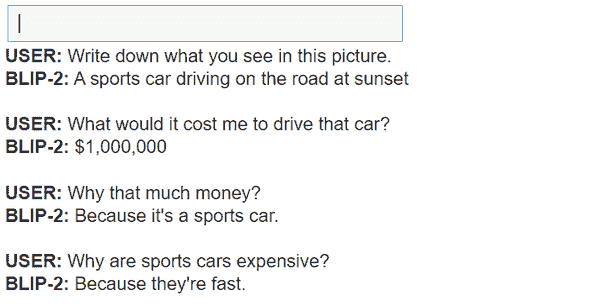 USER: Write down what you see in this picture.
BLIP-2: A sports car driving on the road at sunset
USER: What would it cost me to drive that car?
BLIP-2: $1,000,000
USER: Why that much money?
BLIP-2: Because it's a sports car.
USER: Why are sports cars expensive?
BLIP-2: Because they're fast.